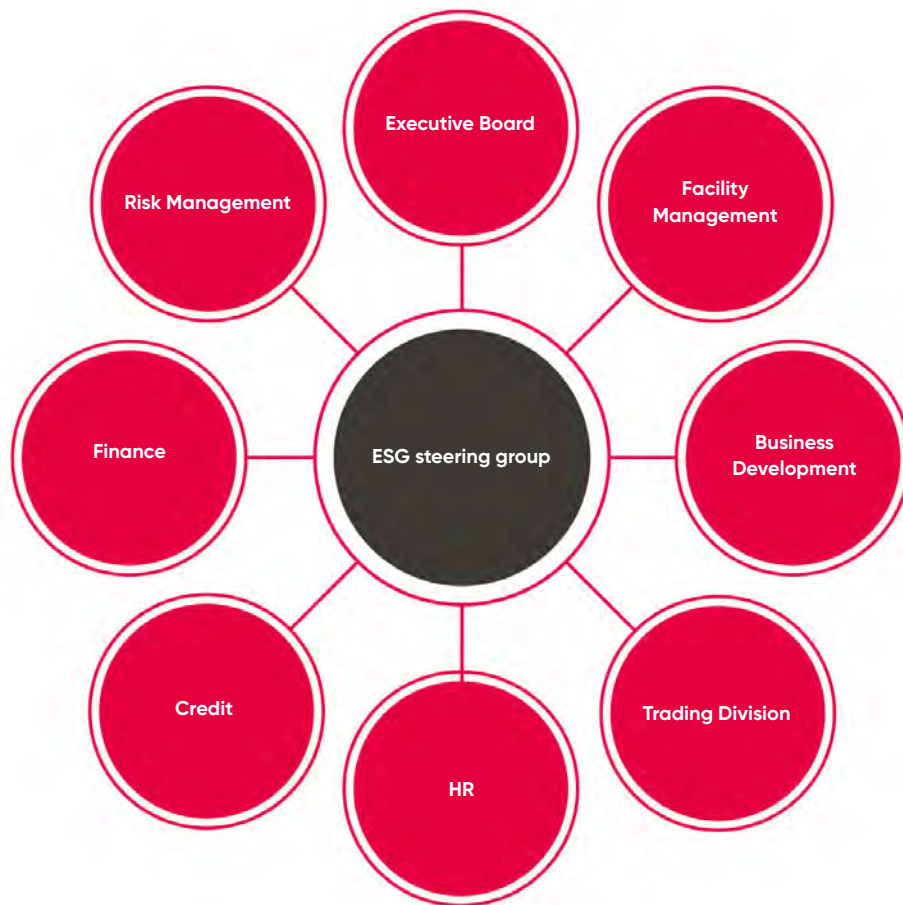 Executive Board
Facility
Management
Risk Management
Business
Development
ESG steering group
Finance
Trading Division
Credit
HR